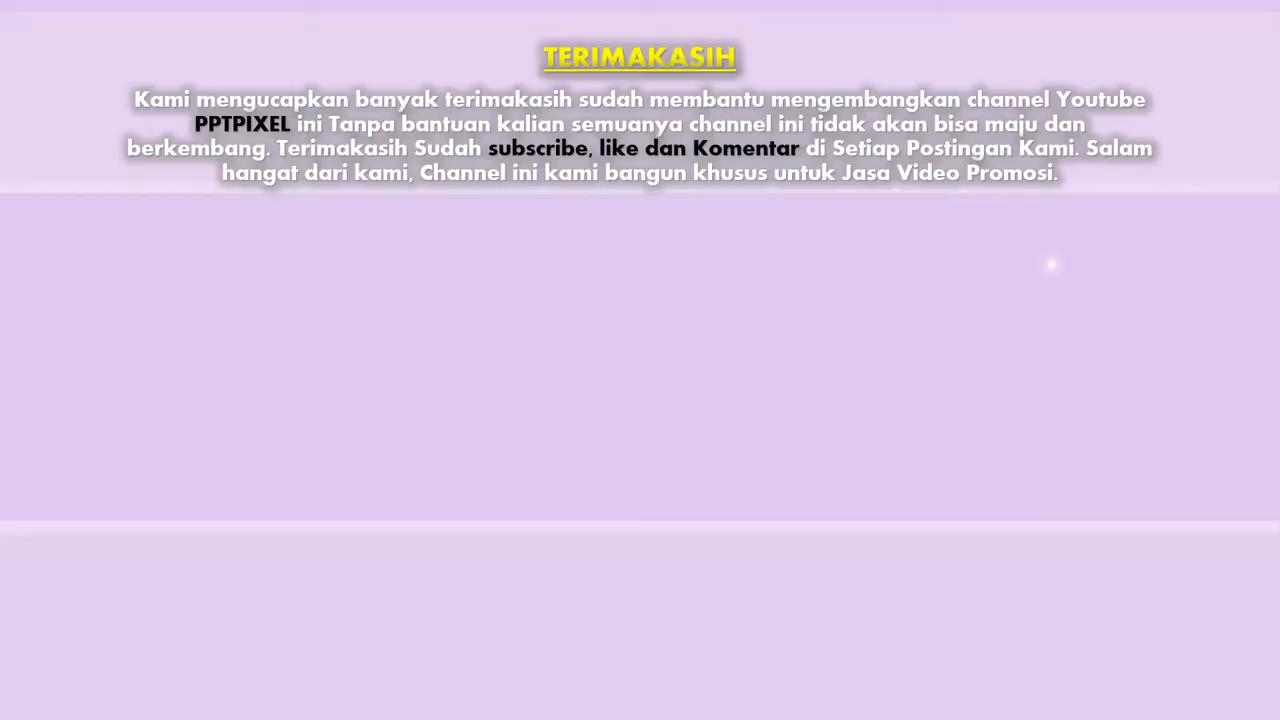 TERIMAKASIH
Kami mengucapkan banyak terimakasih sudah membantu mengembangkan channel Youtube
PPTPIXEL ini Tanpa bantuan kalian semuanya channel ini tidak akan bisa maju dan
berkembang. Terimakasih Sudah subscribe, like dan Komentar di Setiap Postingan Kami. Salam
hangat dari kami, Channel ini kami bangun khusus untuk Jasa Video Promosi.